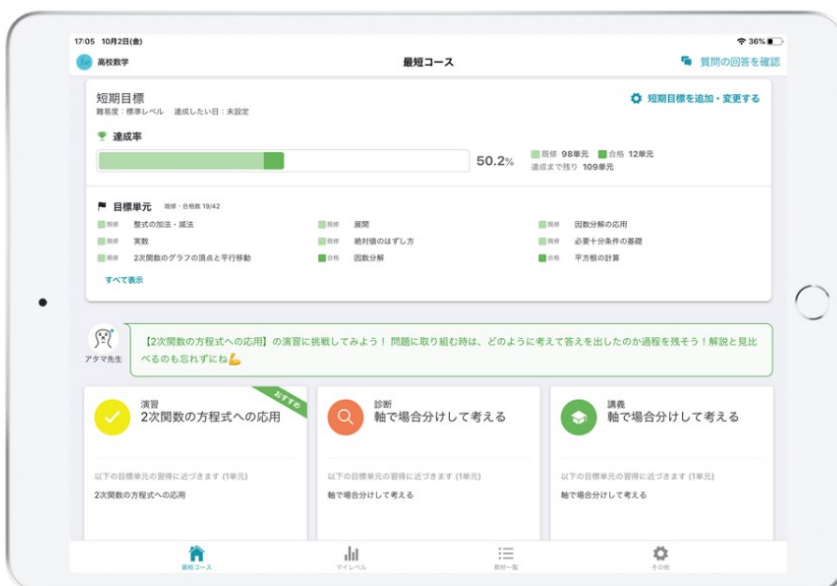 17:05 10月2日(金)
36%
高校数学
最短コース
質問の回答を確認
短期目標
難易度：標準レベル 達成したい日：未設定
短期目標を追加・変更する
達成率
50.2%
既修 98単元 合格 12単元
達成まで残り 109単元
目標単元 既修・合格数 19/42
既修 整式の加法・減法
既修 展開
既修 因数分解の応用
既修 実数
既修 絶対値のはずし方
既修 必要十分条件の基礎
既修 2次関数のグラフの頂点と平行移動
合格 因数分解
合格 平方根の計算
すべて表示
アタマ先生
【2次関数の方程式への応用】の演習に挑戦してみよう！ 問題に取り組む時は、どのように考えて答えを出したのか過程を残そう！解説と見比
べるのも忘れずにね💪
おすすめ
演習
2次関数の方程式への応用
以下の目標単元の習得に近づきます (1単元)
2次関数の方程式への応用
診断
軸で場合分けして考える
以下の目標単元の習得に近づきます (1単元)
軸で場合分けして考える
講義
軸で場合分けして考える
以下の目標単元の習得に近づきます (1単元)
軸で場合分けして考える
最短コース
マイレベル
教材一覧
その他